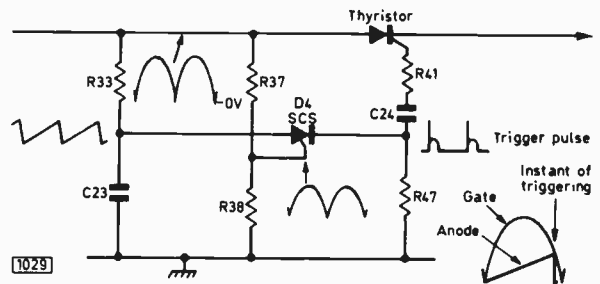 Thyristor
R33
R37
R41
-0V
D4
SCS
C24
Trigger pulse
C23
R38
R47
Instant of
triggering
Gate
Anode
1029